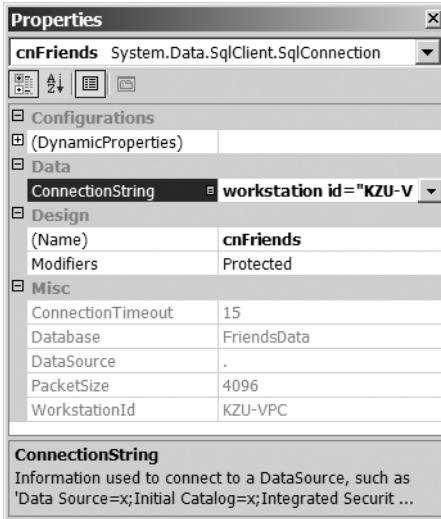 Properties
cnFriends System.Data.SqlClient.SqlConnection
Configurations
(DynamicProperties)
Data
ConnectionString workstation id="KZU-V
Design
(Name) cnFriends
Modifiers Protected
Misc
ConnectionTimeout 15
Database FriendsData
DataSource .
PacketSize 4096
WorkstationId KZU-VPC
ConnectionString
Information used to connect to a DataSource, such as
'Data Source=x;Initial Catalog=x;Integrated Securit ...